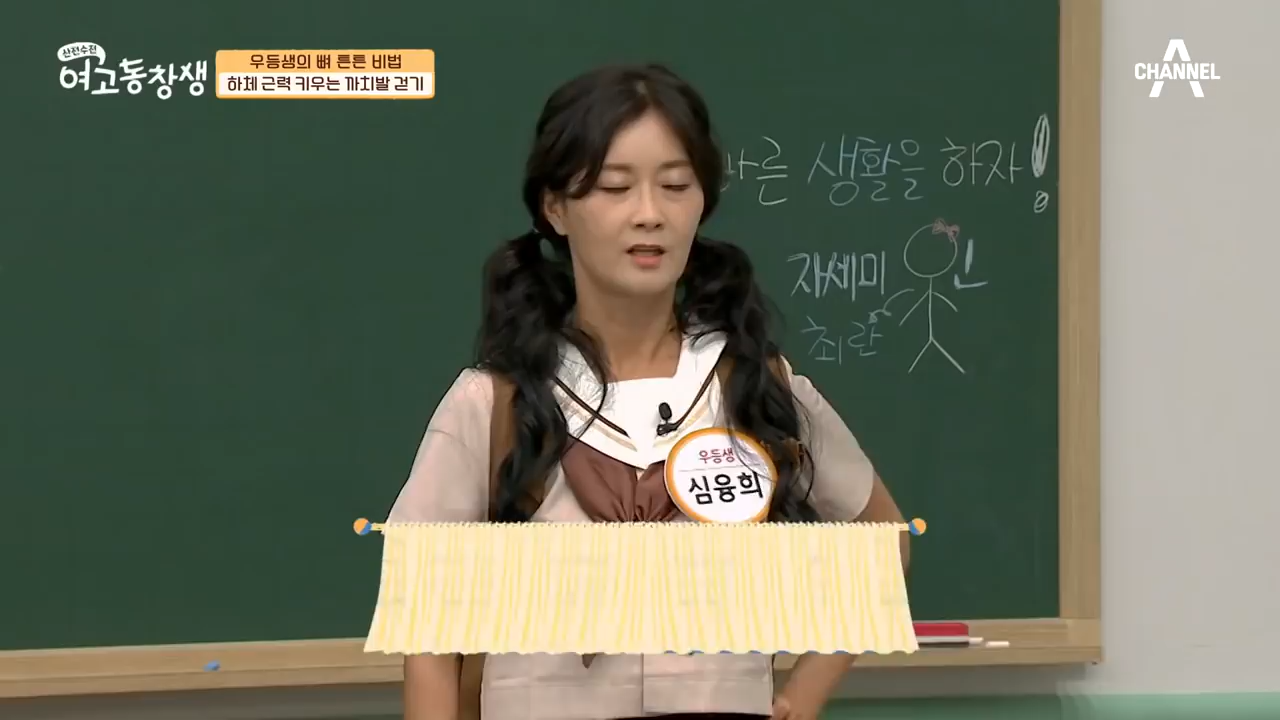 산전수전
여고동창생
우등생의 뼈 튼튼 비법
하체 근력 키우는 까치발 걷기
CHANNEL A
바른 생활을 하자!
자세미인
최란
우등생
심융희